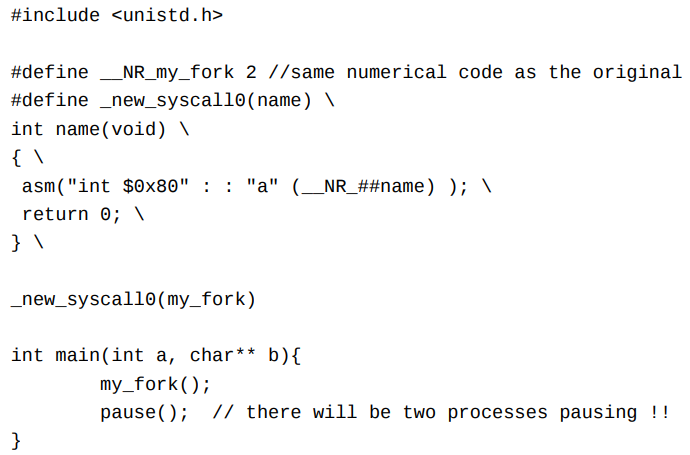 #include <unistd.h>

#define __NR_my_fork 2 //same numerical code as the original
#define _new_syscall0(name) \
int name(void) \
{ \
 asm("int $0x80" : : "a" (__NR_##name) ); \
 return 0; \
} \

_new_syscall0(my_fork)

int main(int a, char** b){
        my_fork();
        pause();  // there will be two processes pausing !!
}